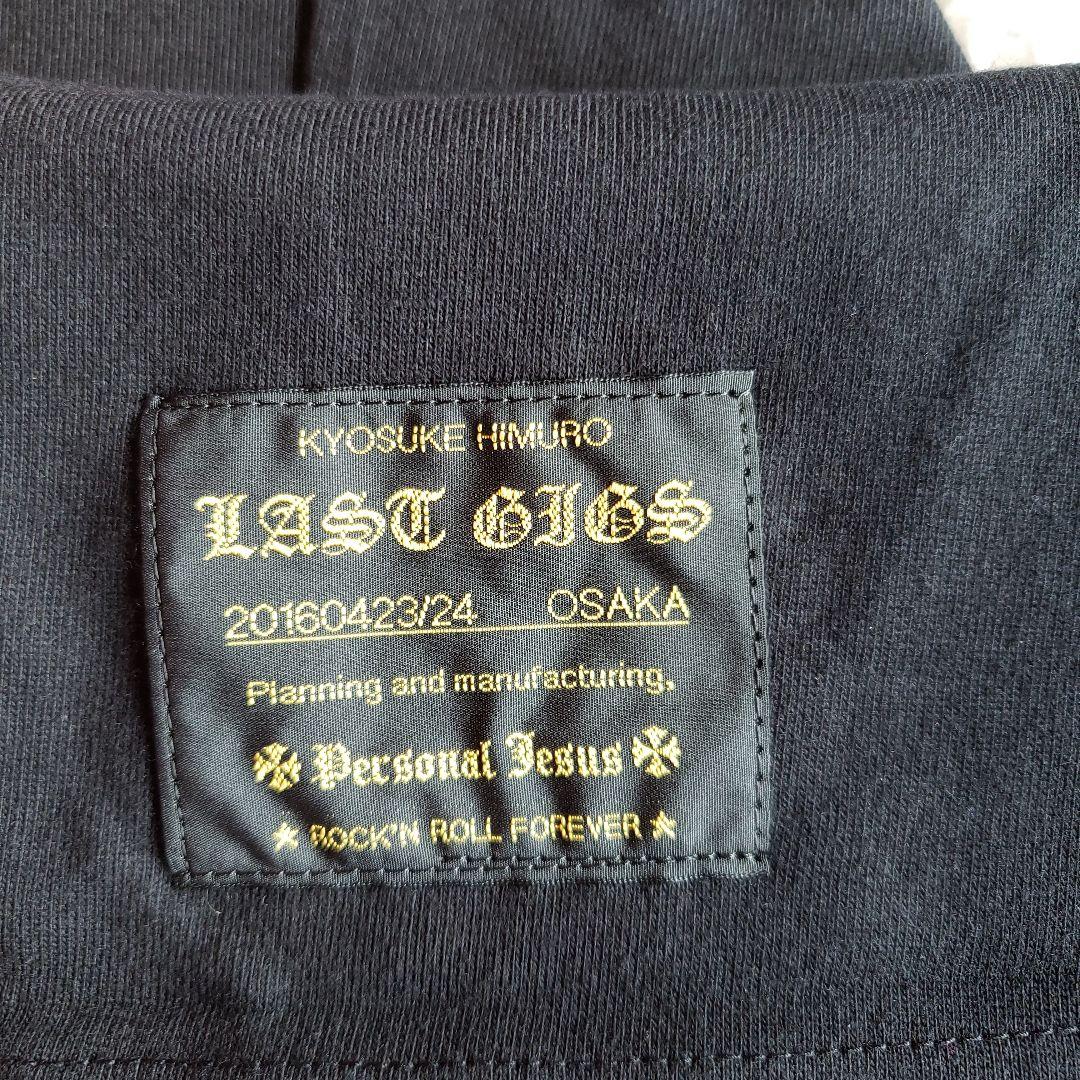 KYOSUKE HIMURO
LAST GIGS
20160423/24 OSAKA
Planning and manufacturing,
Personal Jesus
★ ROCK'N ROLL FOREVER ★